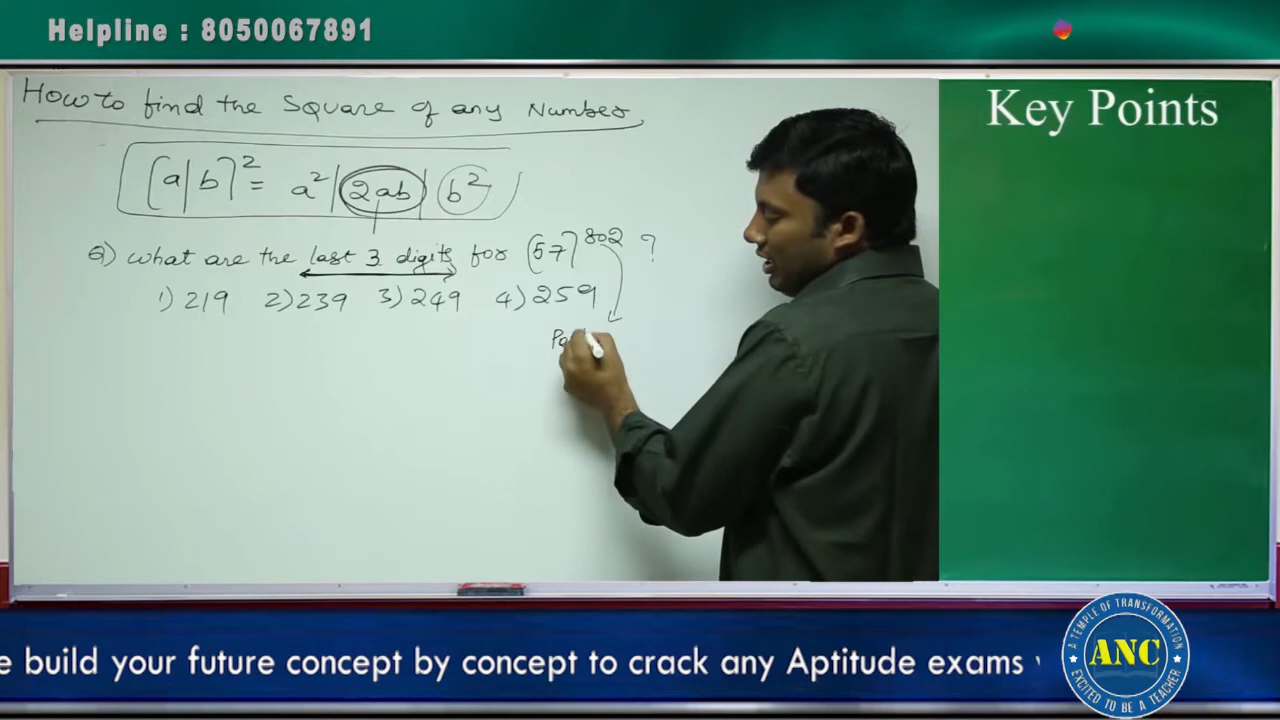 Helpline : 8050067891
How to find the Square of any Number
(a|b)² = a² | 2ab | b²
Q) What are the last 3 digits for (57)^802 ?
1) 219 2) 239 3) 249 4) 259
Key Points
e build your future concept by concept to crack any Aptitude exams
A TEMPLE OF TRANSFORMATION
ANC
EXCITED TO BE A TEACHER